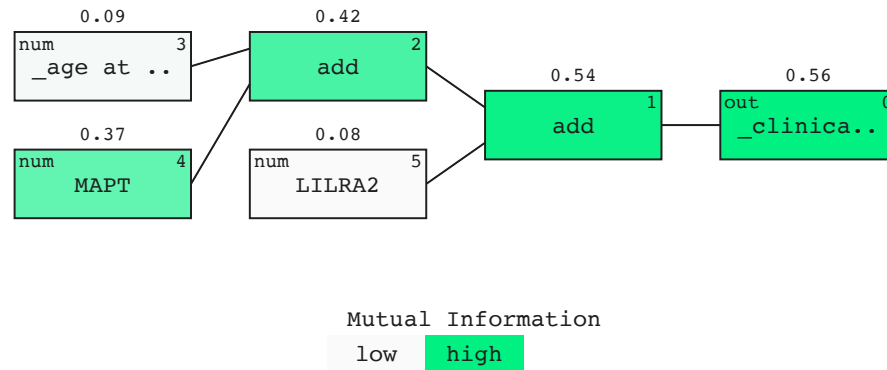 0.09
num 3
_age at ..
0.42
2
add
0.54
1
add
0.56
out 0
_clinica..
0.37
num 4
MAPT
0.08
num 5
LILRA2
Mutual Information
low high